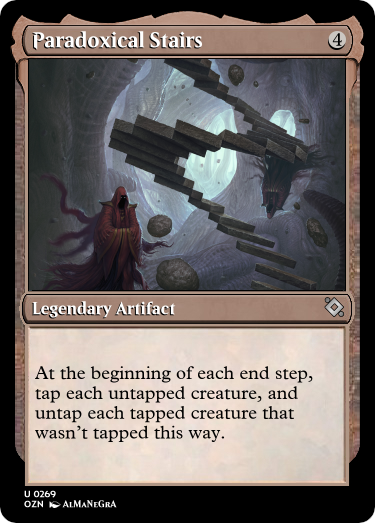 Paradoxical Stairs 4
Legendary Artifact
At the beginning of each end step,
tap each untapped creature, and
untap each tapped creature that
wasn't tapped this way.
U 0269
OZN AlMaNeGrA